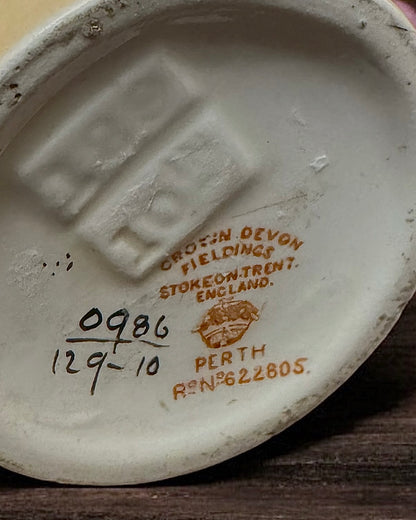 CROWN DEVON
FIELDINGS
STOKE.ON.TRENT.
ENGLAND.
PERTH
RᵈNº622805.
0986
129-10